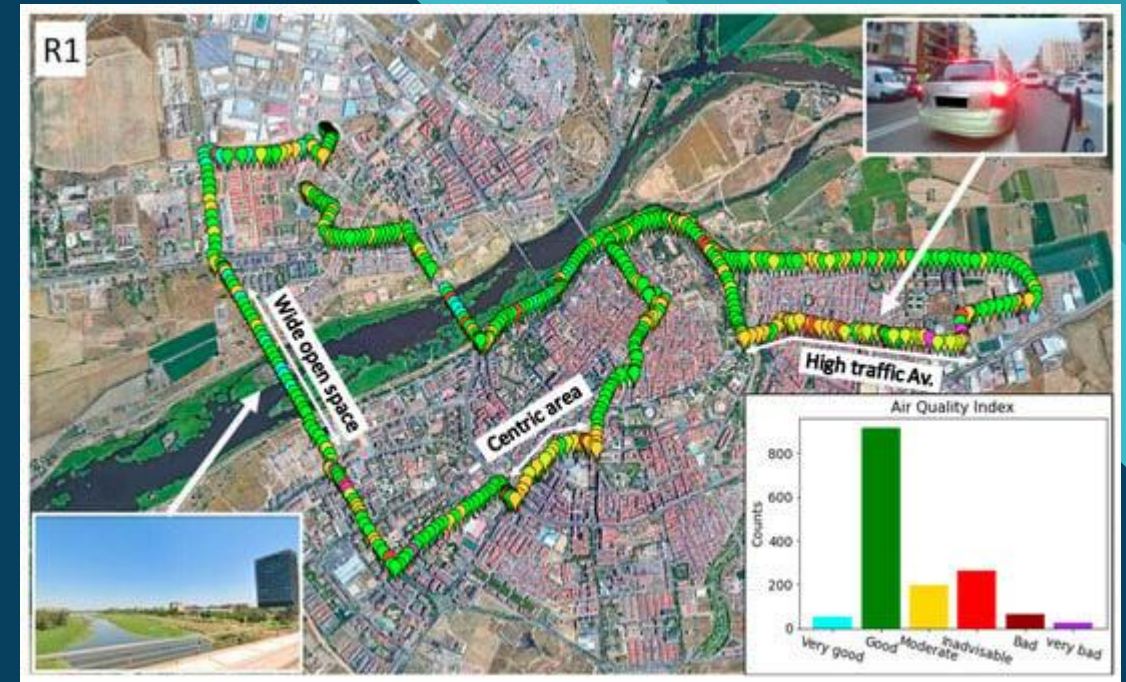 R1
Wide open space
Centric area
High traffic Av.
Air Quality Index
Counts
800
600
400
200
0
Very good
Good
Moderate
Inadvisable
Bad
very bad